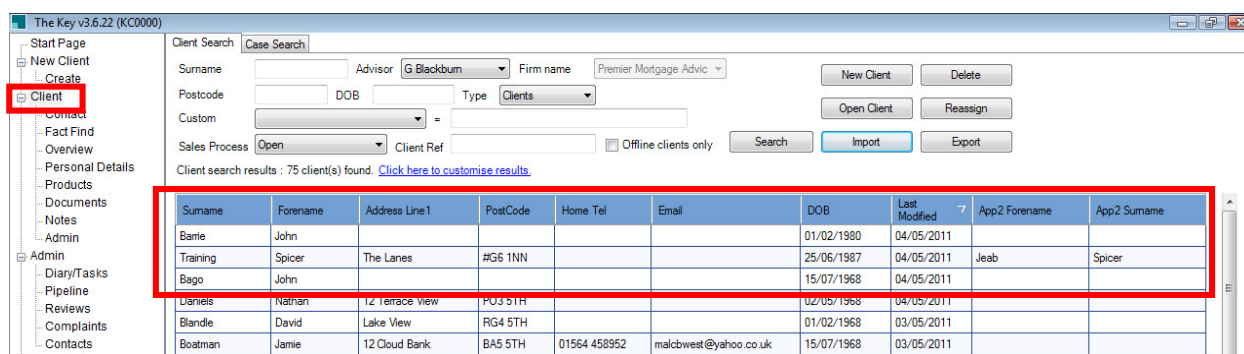 The Key v3.6.22 (KC0000)
Start Page
New Client
Create
Client
Contact
Fact Find
Overview
Personal Details
Products
Documents
Notes
Admin
Admin
Diary/Tasks
Pipeline
Reviews
Complaints
Contacts
Client Search Case Search
Surname Advisor G Blackburn Firm name Premier Mortgage Advic New Client Delete
Postcode DOB Type Clients Open Client Reassign
Custom =
Sales Process Open Client Ref Offline clients only Search Import Export
Client search results : 75 client(s) found. Click here to customise results.
Surname Forename Address Line1 PostCode Home Tel Email DOB Last Modified App2 Forename App2 Surname
Barrie John 01/02/1980 04/05/2011
Training Spicer The Lanes #G6 1NN 25/06/1987 04/05/2011 Jeab Spicer
Bago John 15/07/1968 04/05/2011
Daniels Nathan 12 Terrace View PO3 5TH 02/05/1968 04/05/2011
Blandle David Lake View RG4 5TH 01/02/1968 03/05/2011
Boatman Jamie 12 Cloud Bank BA5 5TH 01564 458952 malcbwest@yahoo.co.uk 15/07/1968 03/05/2011